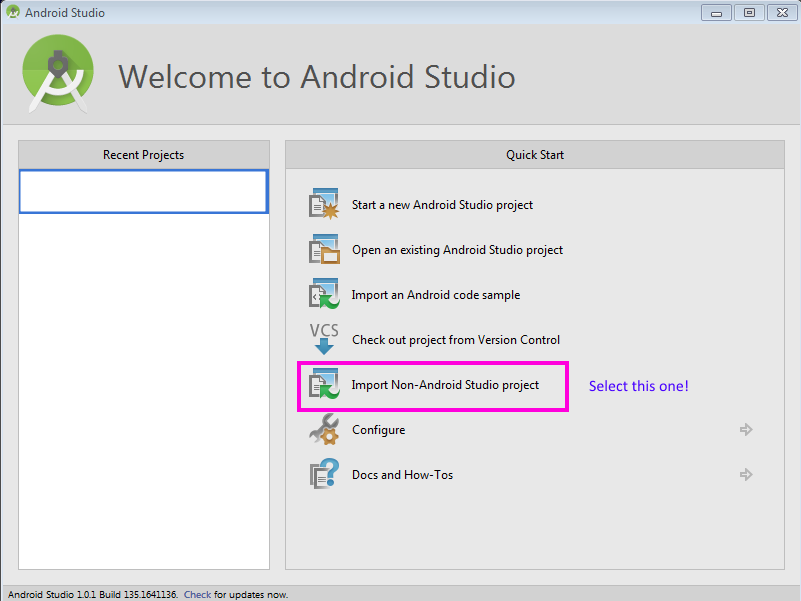 Android Studio
Welcome to Android Studio
Recent Projects
Quick Start
Start a new Android Studio project
Open an existing Android Studio project
Import an Android code sample
VCS
Check out project from Version Control
Import Non-Android Studio project
Select this one!
Configure
Docs and How-Tos
Android Studio 1.0.1 Build 135.1641136. Check for updates now.